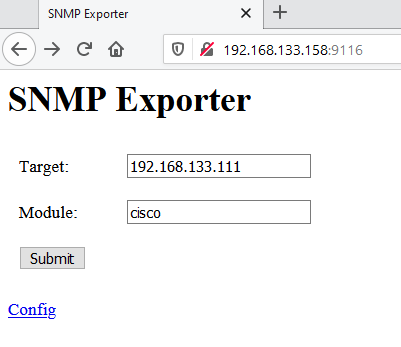 SNMP Exporter
192.168.133.158:9116
SNMP Exporter
Target: 192.168.133.111
Module: cisco
Submit
Config